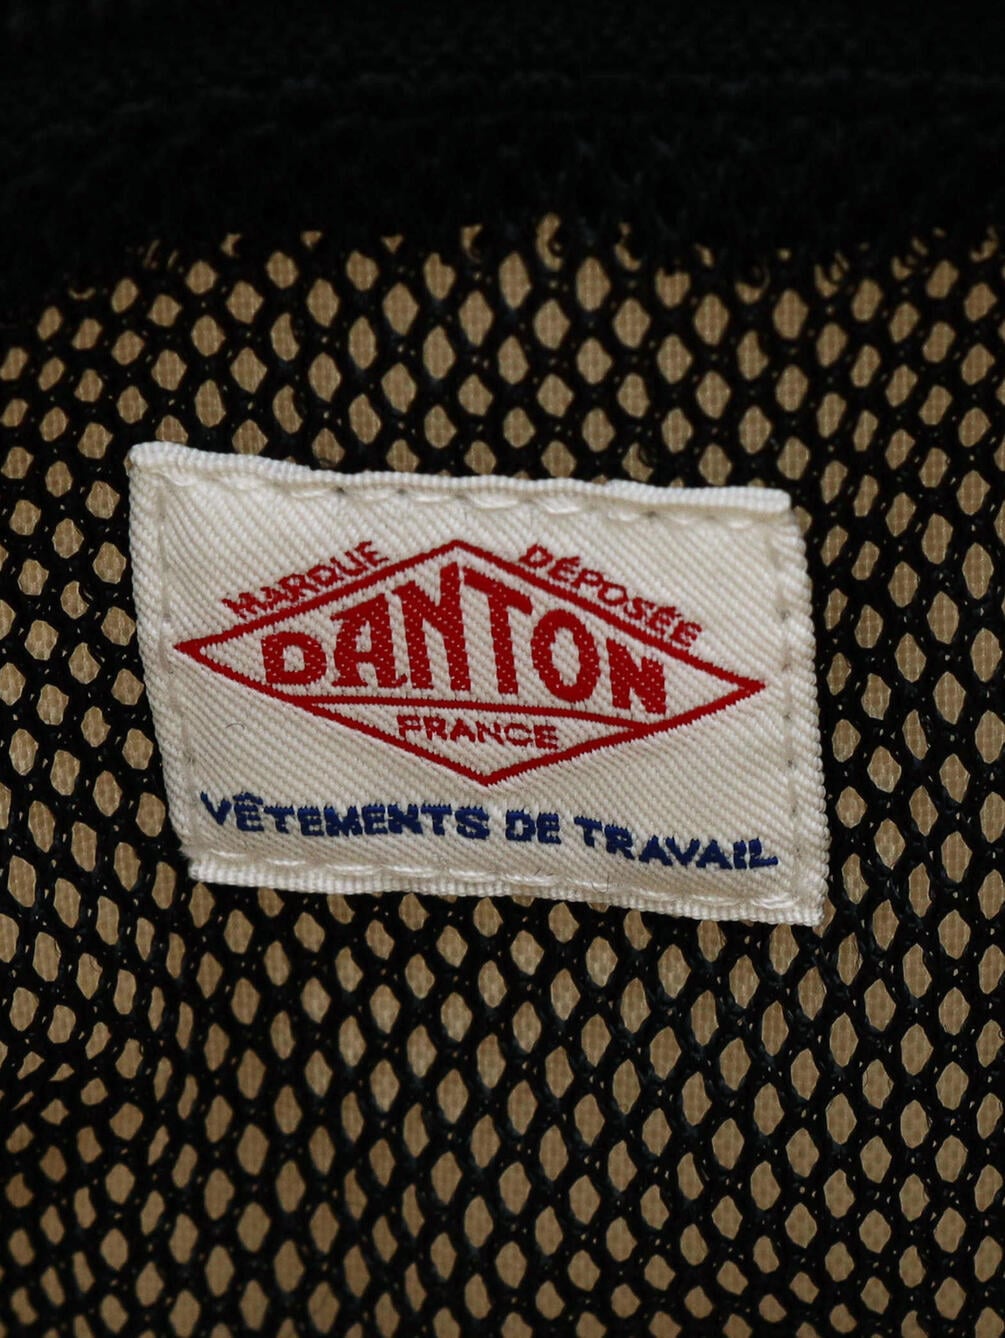 MARQUE DÉPOSÉE
DANTON
FRANCE
VÊTEMENTS DE TRAVAIL